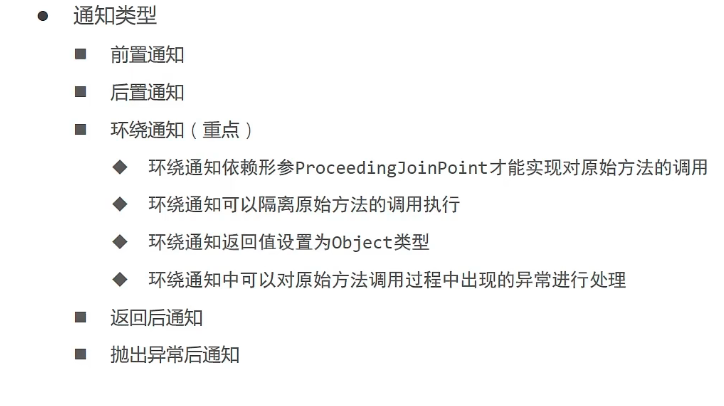 通知类型
前置通知
后置通知
环绕通知（重点）
环绕通知依赖形参ProceedingJoinPoint才能实现对原始方法的调用
环绕通知可以隔离原始方法的调用执行
环绕通知返回值设置为Object类型
环绕通知中可以对原始方法调用过程中出现的异常进行处理
返回后通知
抛出异常后通知